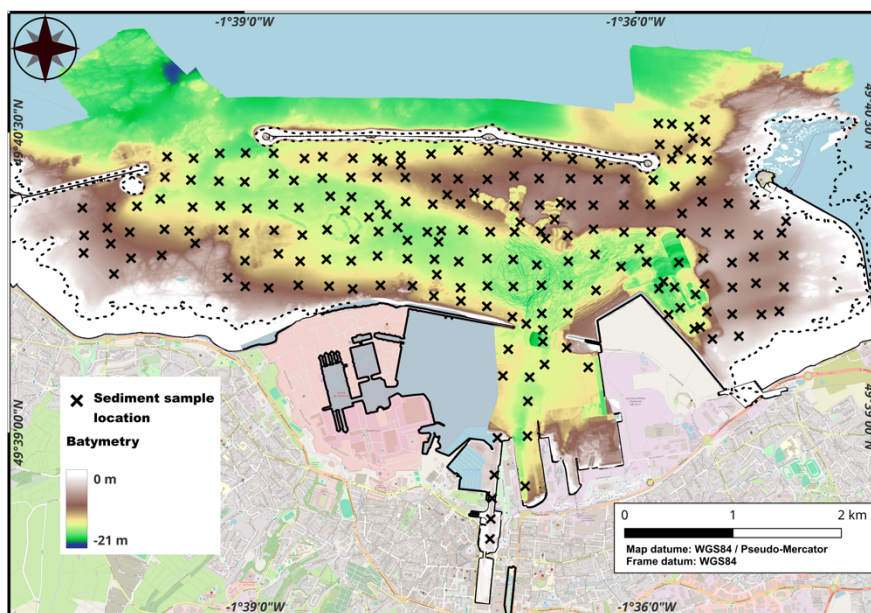 -1°39'0"W
-1°36'0"W
49°40'30"N
49°40'30"N
Sediment sample
location
Batymetry
0 m
-21 m
49°39'00"N
49°39'00"N
0
1
2 km
Map datume: WGS84 / Pseudo-Mercator
Frame datum: WGS84
-1°39'0"W
-1°36'0"W